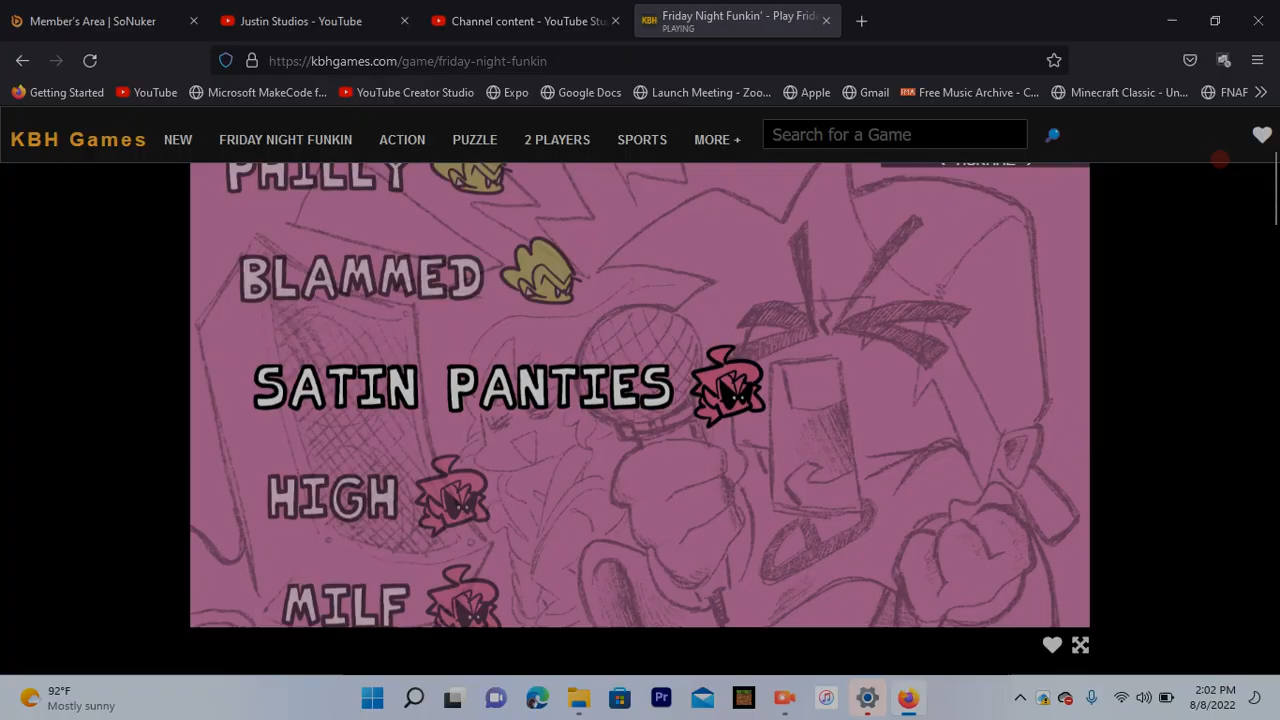 Member's Area | SoNuker
Justin Studios - YouTube
Channel content - YouTube Stu
Friday Night Funkin' - Play Frid
PLAYING
https://kbhgames.com/game/friday-night-funkin
Getting Started
YouTube
Microsoft MakeCode f...
YouTube Creator Studio
Expo
Google Docs
Launch Meeting - Zoo...
Apple
Gmail
Free Music Archive - C...
Minecraft Classic - Un...
FNAF
KBH Games
NEW
FRIDAY NIGHT FUNKIN
ACTION
PUZZLE
2 PLAYERS
SPORTS
MORE +
Search for a Game
PHILLY
BLAMMED
SATIN PANTIES
HIGH
MILF
92°F
Mostly sunny
2:02 PM
8/8/2022